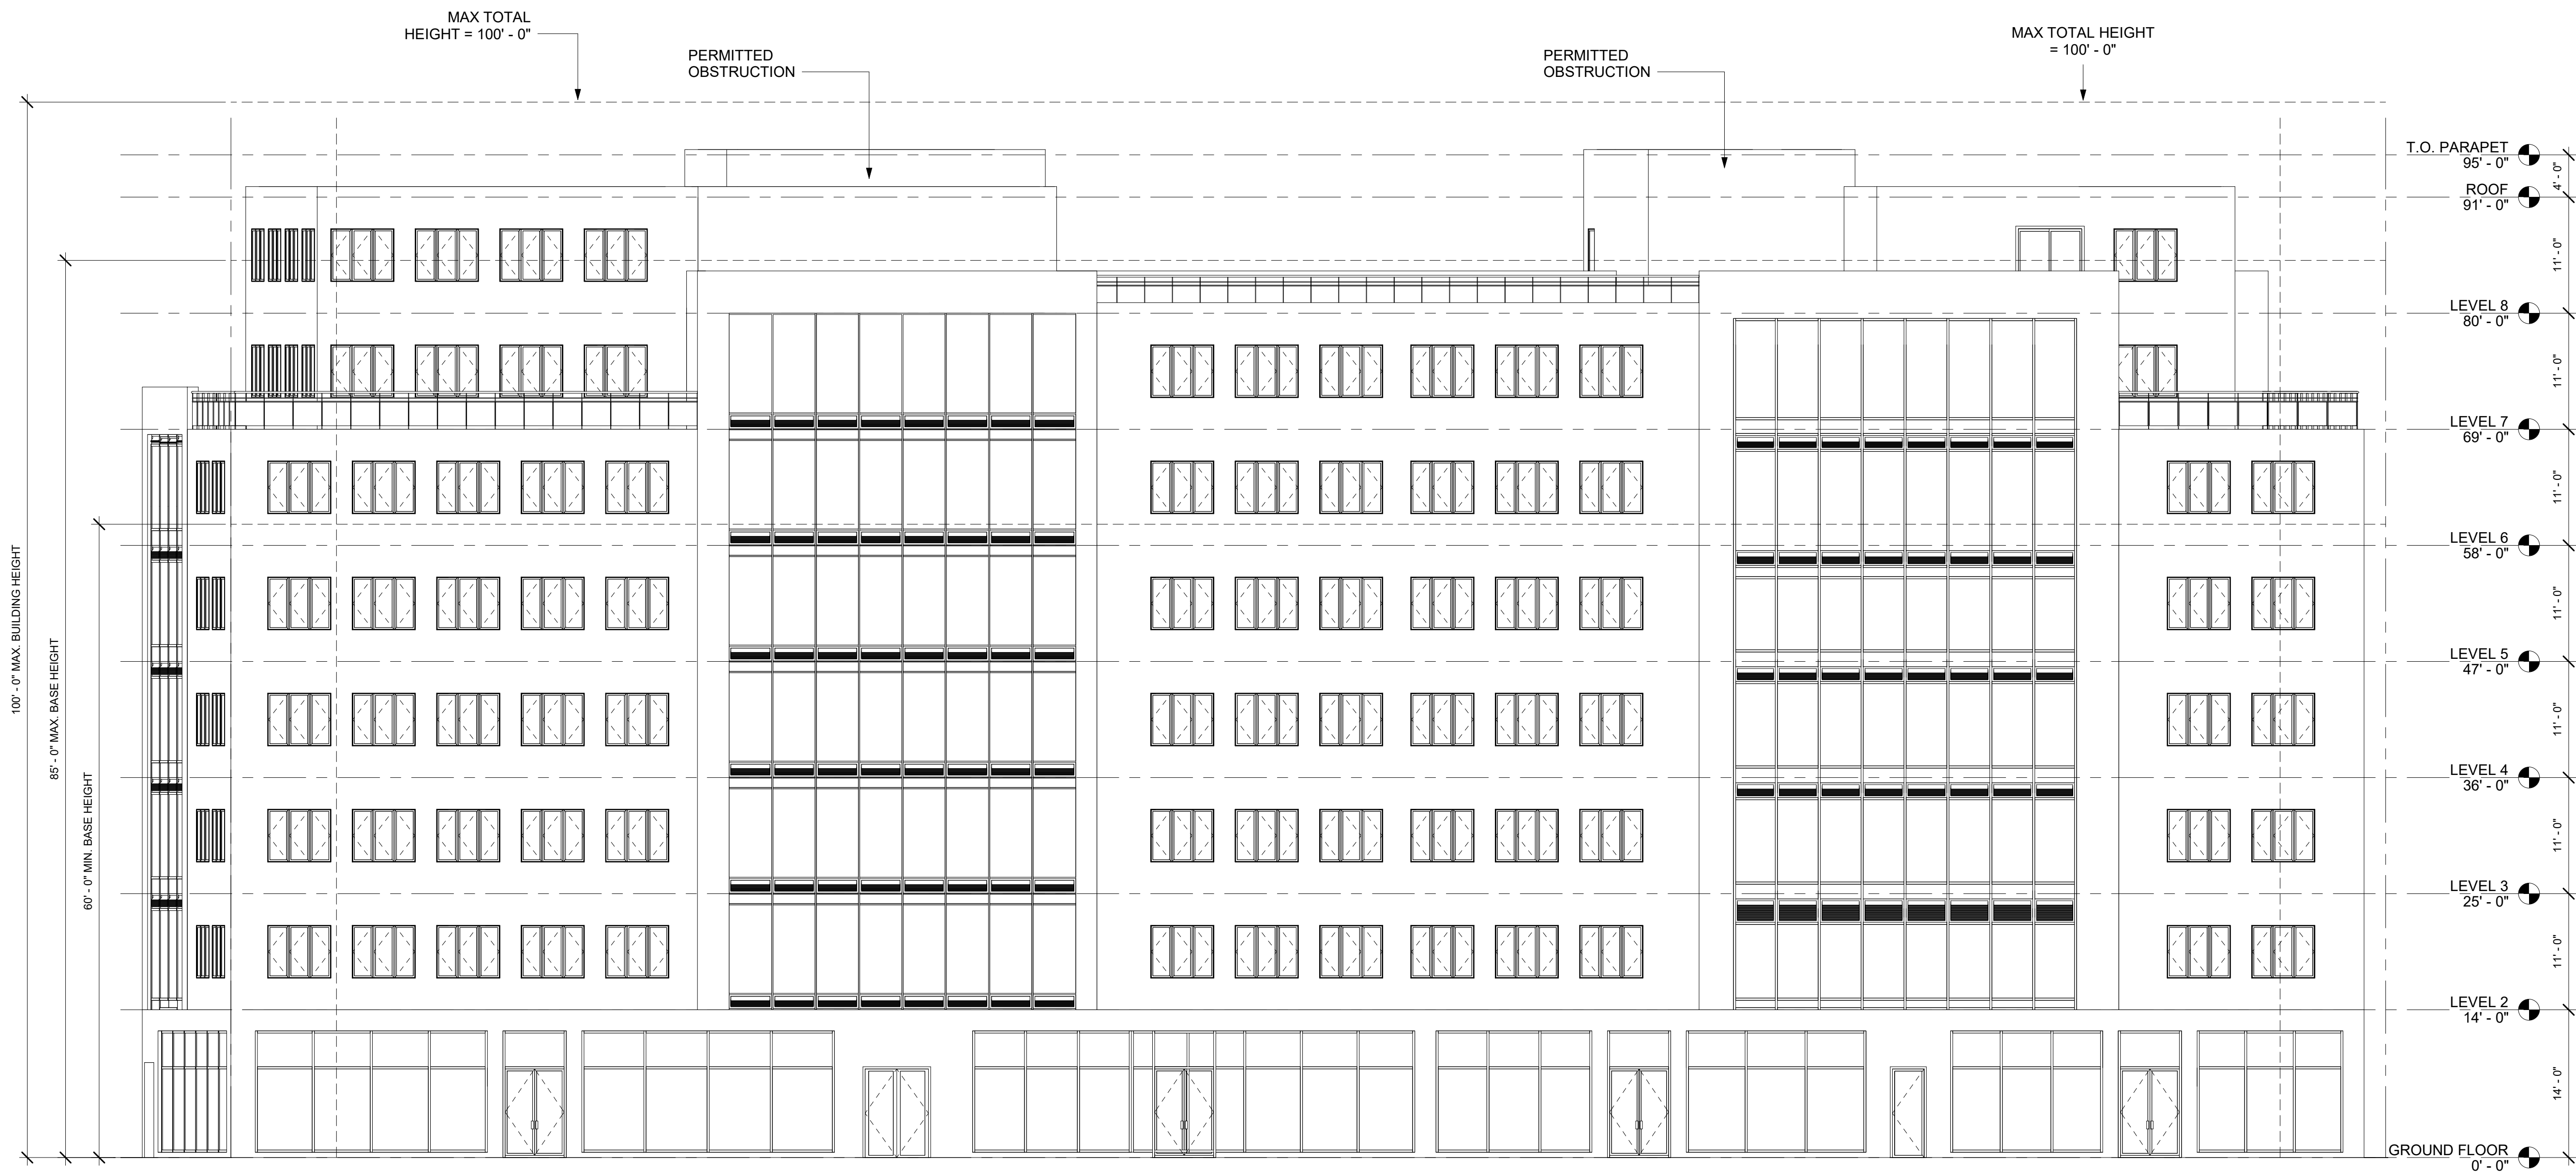 MAX TOTAL
HEIGHT = 100' - 0"
PERMITTED
OBSTRUCTION
PERMITTED
OBSTRUCTION
MAX TOTAL HEIGHT
= 100' - 0"
100' - 0" MAX. BUILDING HEIGHT
85' - 0" MAX. BASE HEIGHT
60' - 0" MIN. BASE HEIGHT
T.O. PARAPET
95' - 0"
4' - 0"
ROOF
91' - 0"
11' - 0"
LEVEL 8
80' - 0"
11' - 0"
LEVEL 7
69' - 0"
11' - 0"
LEVEL 6
58' - 0"
11' - 0"
LEVEL 5
47' - 0"
11' - 0"
LEVEL 4
36' - 0"
11' - 0"
LEVEL 3
25' - 0"
11' - 0"
LEVEL 2
14' - 0"
14' - 0"
GROUND FLOOR
0' - 0"